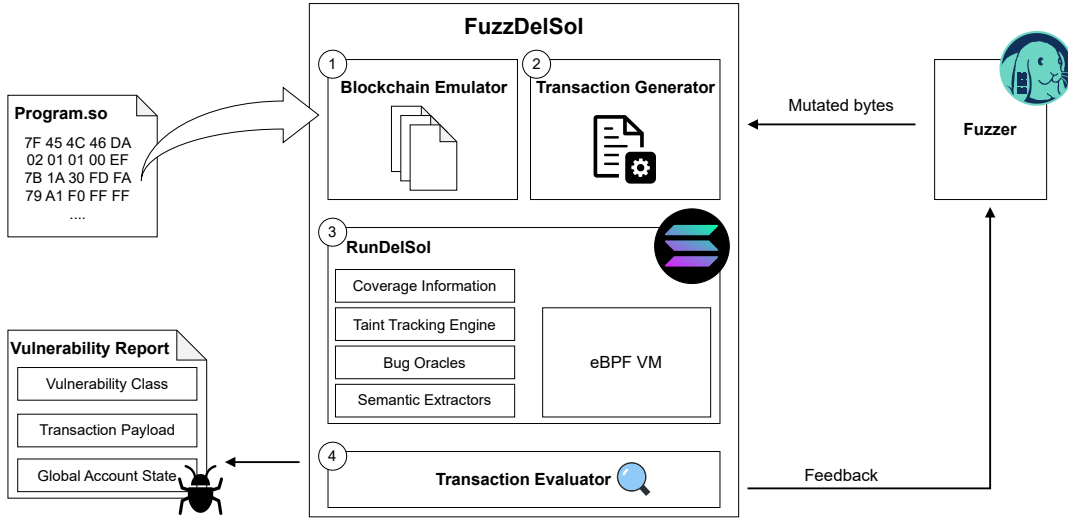 FuzzDelSol
1
Blockchain Emulator
2
Transaction Generator
Program.so
7F 45 4C 46 DA
02 01 01 00 EF
7B 1A 30 FD FA
79 A1 F0 FF FF
....
Mutated bytes
Fuzzer
3
RunDelSol
Coverage Information
Taint Tracking Engine
Bug Oracles
Semantic Extractors
eBPF VM
Vulnerability Report
Vulnerability Class
Transaction Payload
Global Account State
4
Transaction Evaluator
Feedback